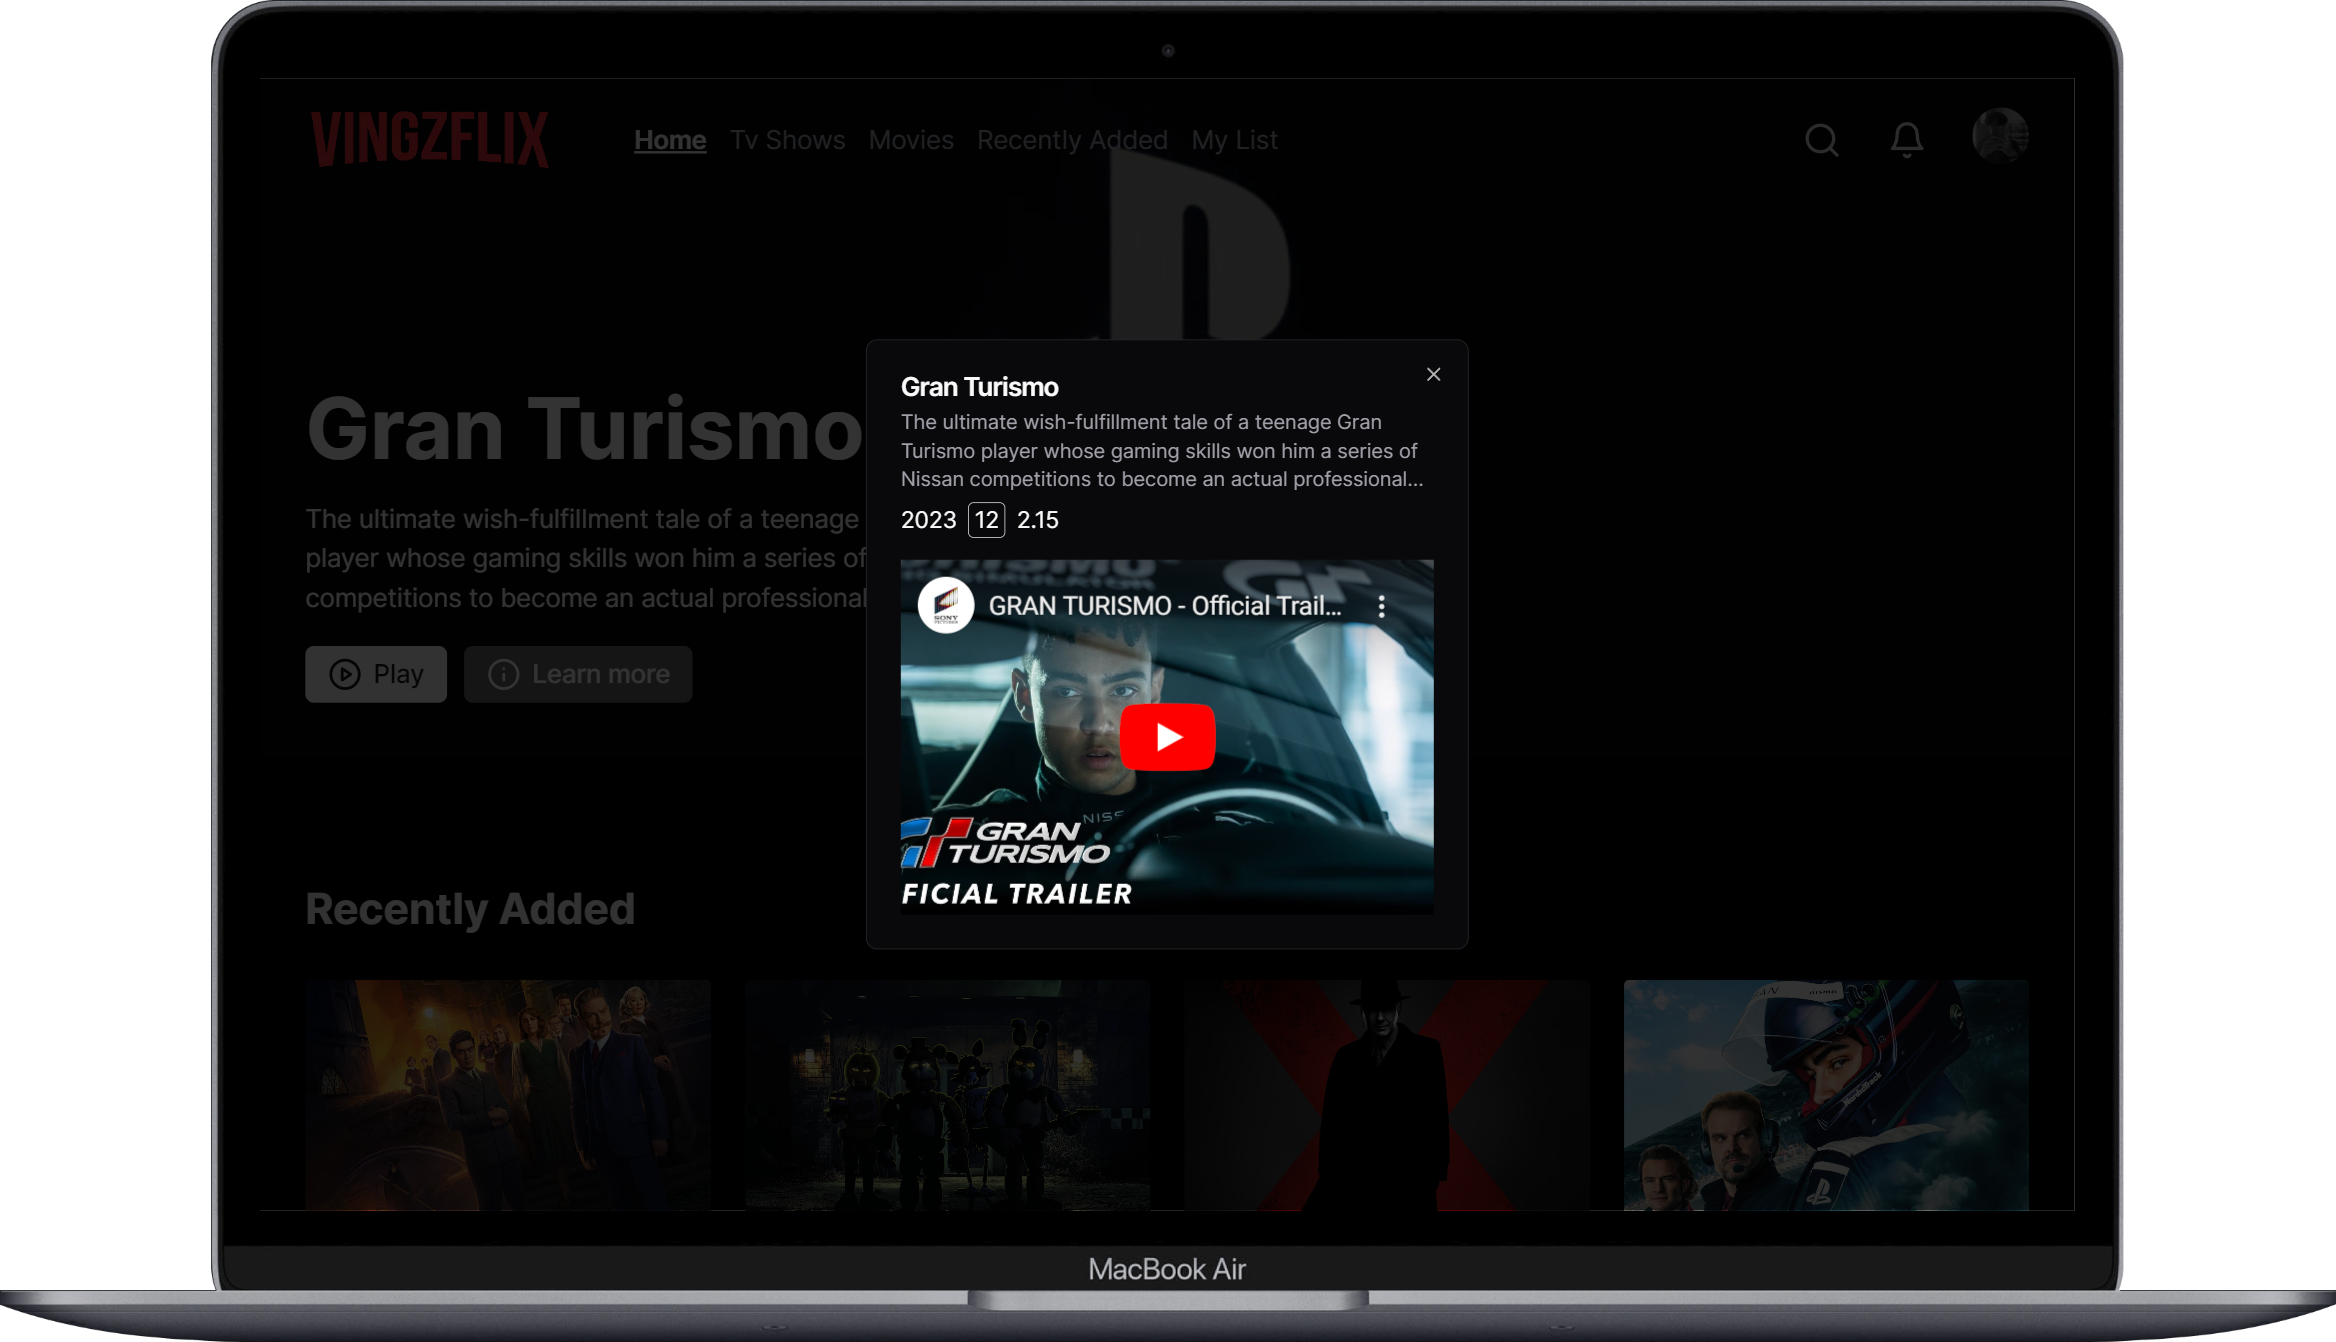 VINGZFLIX
Home Tv Shows Movies Recently Added My List
Gran Turismo
The ultimate wish-fulfillment tale of a teenage
player whose gaming skills won him a series of
competitions to become an actual professional
Play
Learn more
Gran Turismo
The ultimate wish-fulfillment tale of a teenage Gran
Turismo player whose gaming skills won him a series of
Nissan competitions to become an actual professional...
2023 12 2.15
GRAN TURISMO - Official Trail...
SONY
PICTURES
NISS
GRAN
TURISMO
FICIAL TRAILER
Recently Added
MacBook Air